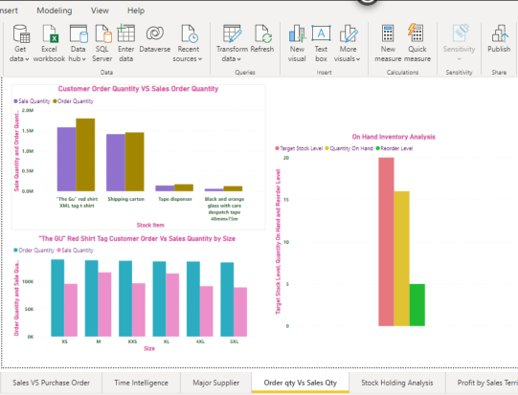 nsert Modeling View Help
Get data
Excel workbook
Data hub
SQL Server
Enter data
Dataverse
Recent sources
Transform data
Refresh
New visual
Text box
More visuals
New measure
Quick measure
Sensitivity
Publish
Data
Queries
Insert
Calculations
Sensitivity
Share
Customer Order Quantity VS Sales Order Quantity
Sale Quantity Order Quantity
Sale Quantity and Order Quant...
2.0M
1.5M
1.0M
0.5M
0.0M
"The Gu" red shirt XML tag t shirt
Shipping carton
Tape dispenser
Black and orange glass with care despatch tape 48mmx75m
Stock Item
"The GU" Red Shirt Tag Customer Order Vs Sales Quantity by Size
Order Quantity Sale Quantity
Order Quantity and Sale Qua...
100K
50K
0K
XS M XXS XL 4XL 5XL
Size
On Hand Inventory Analysis
Target Stock Level Quantity On Hand Reorder Level
Target Stock Level, Quantity On Hand and Reorder Level
20
15
10
5
0
Sales VS Purchase Order
Time Intelligence
Major Supplier
Order qty Vs Sales Qty
Stock Holding Analysis
Profit by Sales Terri